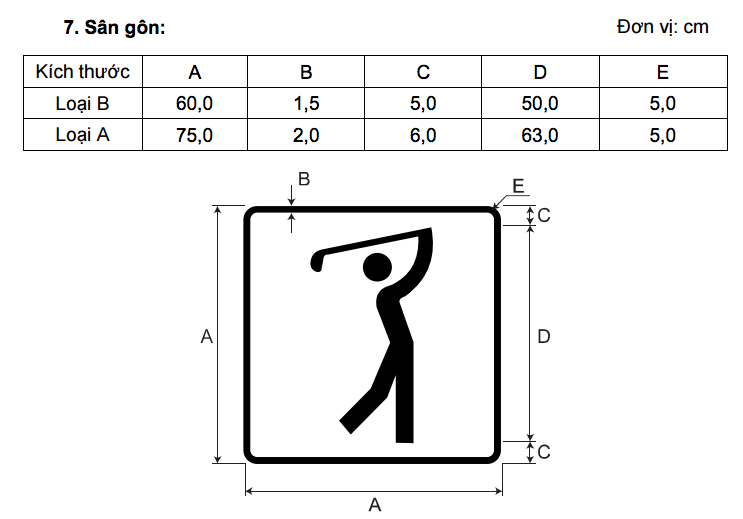 7. Sân gôn: Đơn vị: cm
Kích thước A B C D E
Loại B 60,0 1,5 5,0 50,0 5,0
Loại A 75,0 2,0 6,0 63,0 5,0
B
E
C
A
D
C
A